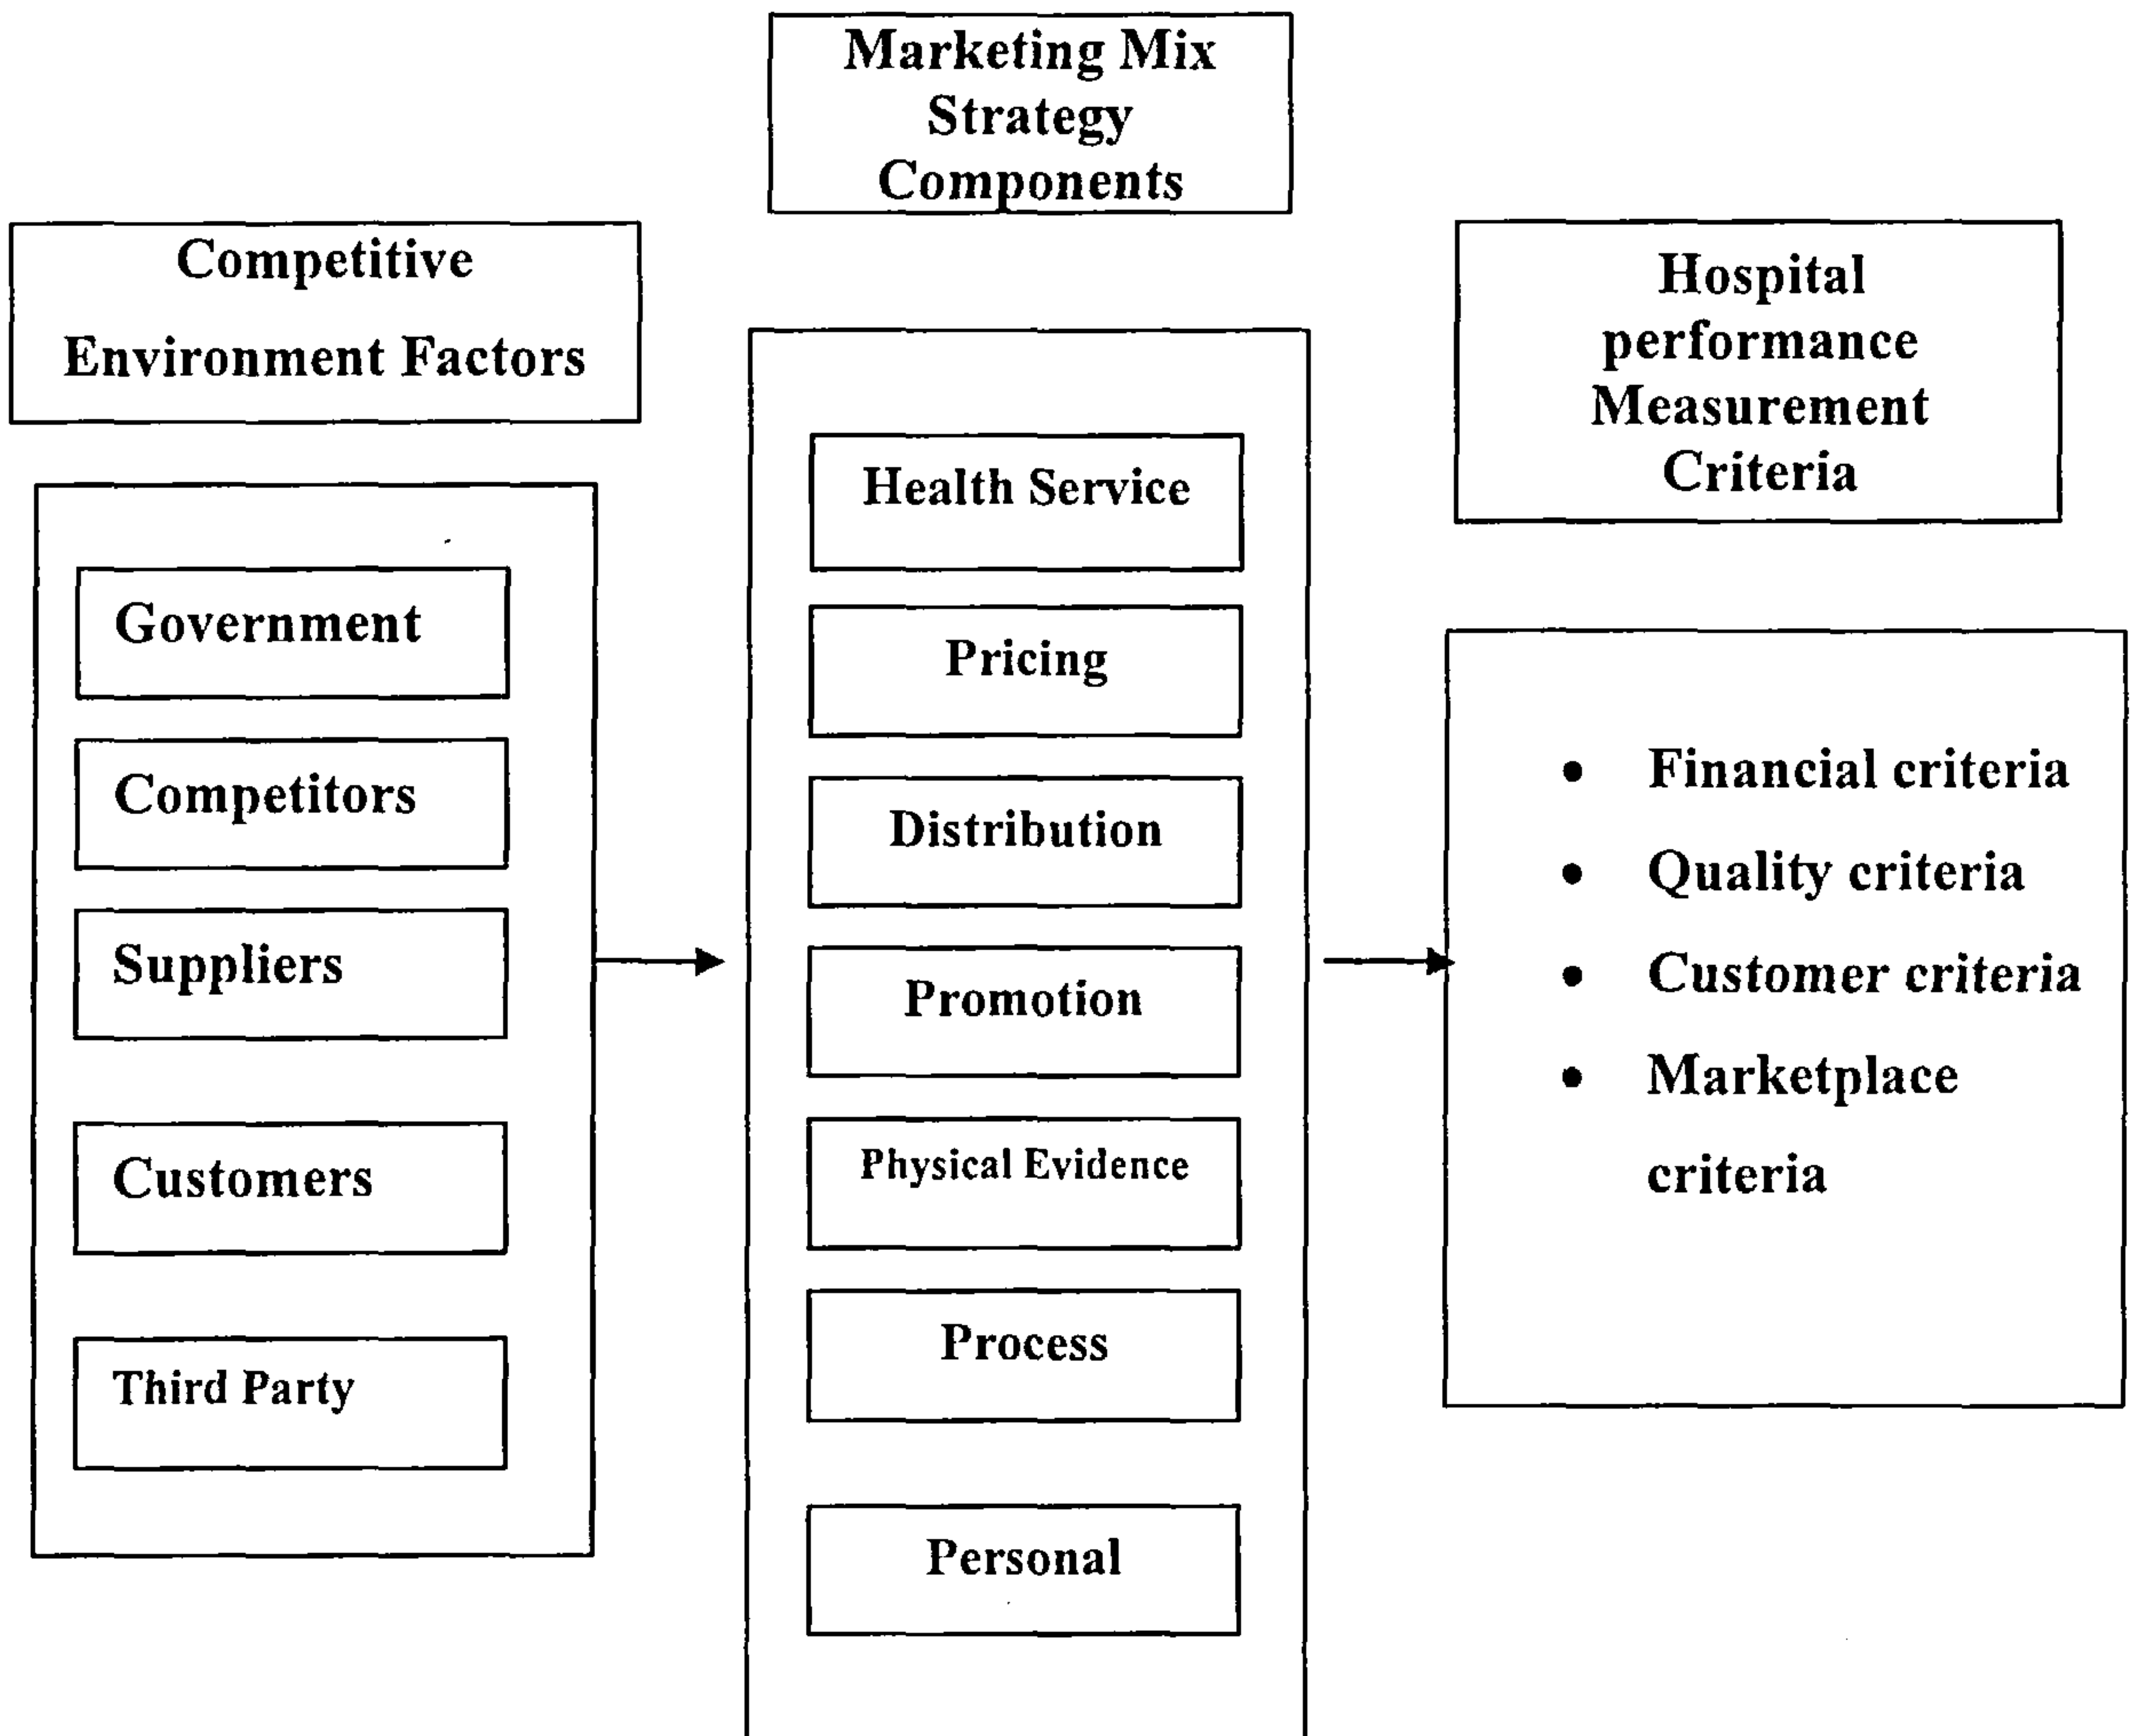 Marketing Mix
Strategy
Components
Competitive
Environment Factors
Hospital
performance
Measurement
Criteria
Government
Competitors
Suppliers
Customers
Third Party
Health Service
Pricing
Distribution
Promotion
Physical Evidence
Process
Personal
• Financial criteria
• Quality criteria
• Customer criteria
• Marketplace
criteria